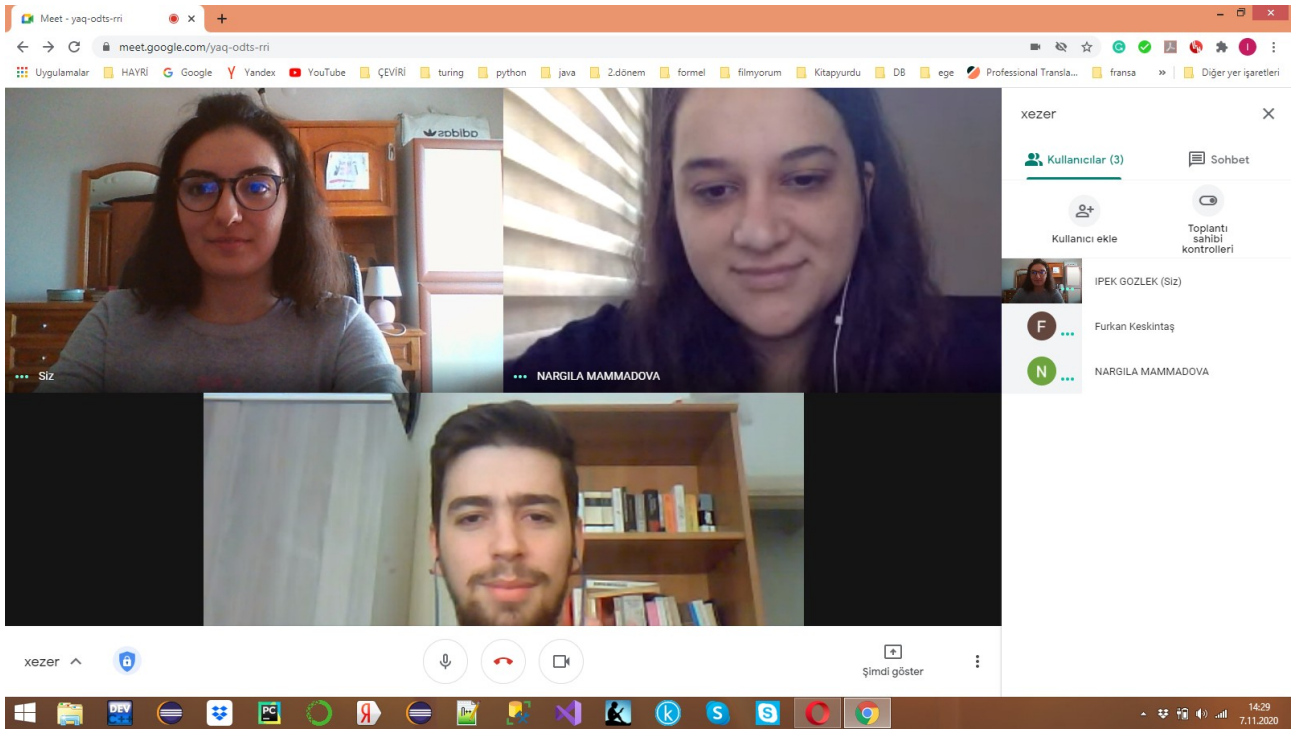 Meet - yaq-odts-rri
meet.google.com/yaq-odts-rri
Uygulamalar HAYRİ Google Yandex YouTube ÇEVİRİ turing python java 2.dönem formel filmyorum Kitapyurdu DB ege Professional Transla... fransa » Diğer yer işaretleri
adidas
Siz
NARGILA MAMMADOVA
xezer
Kullanıcılar (3) Sohbet
Kullanıcı ekle
Toplantı
sahibi
kontrolleri
IPEK GOZLEK (Siz)
F Furkan Keskintaş
N NARGILA MAMMADOVA
xezer
Şimdi göster
DEV
PC
Я
k
S
S
14:29
7.11.2020